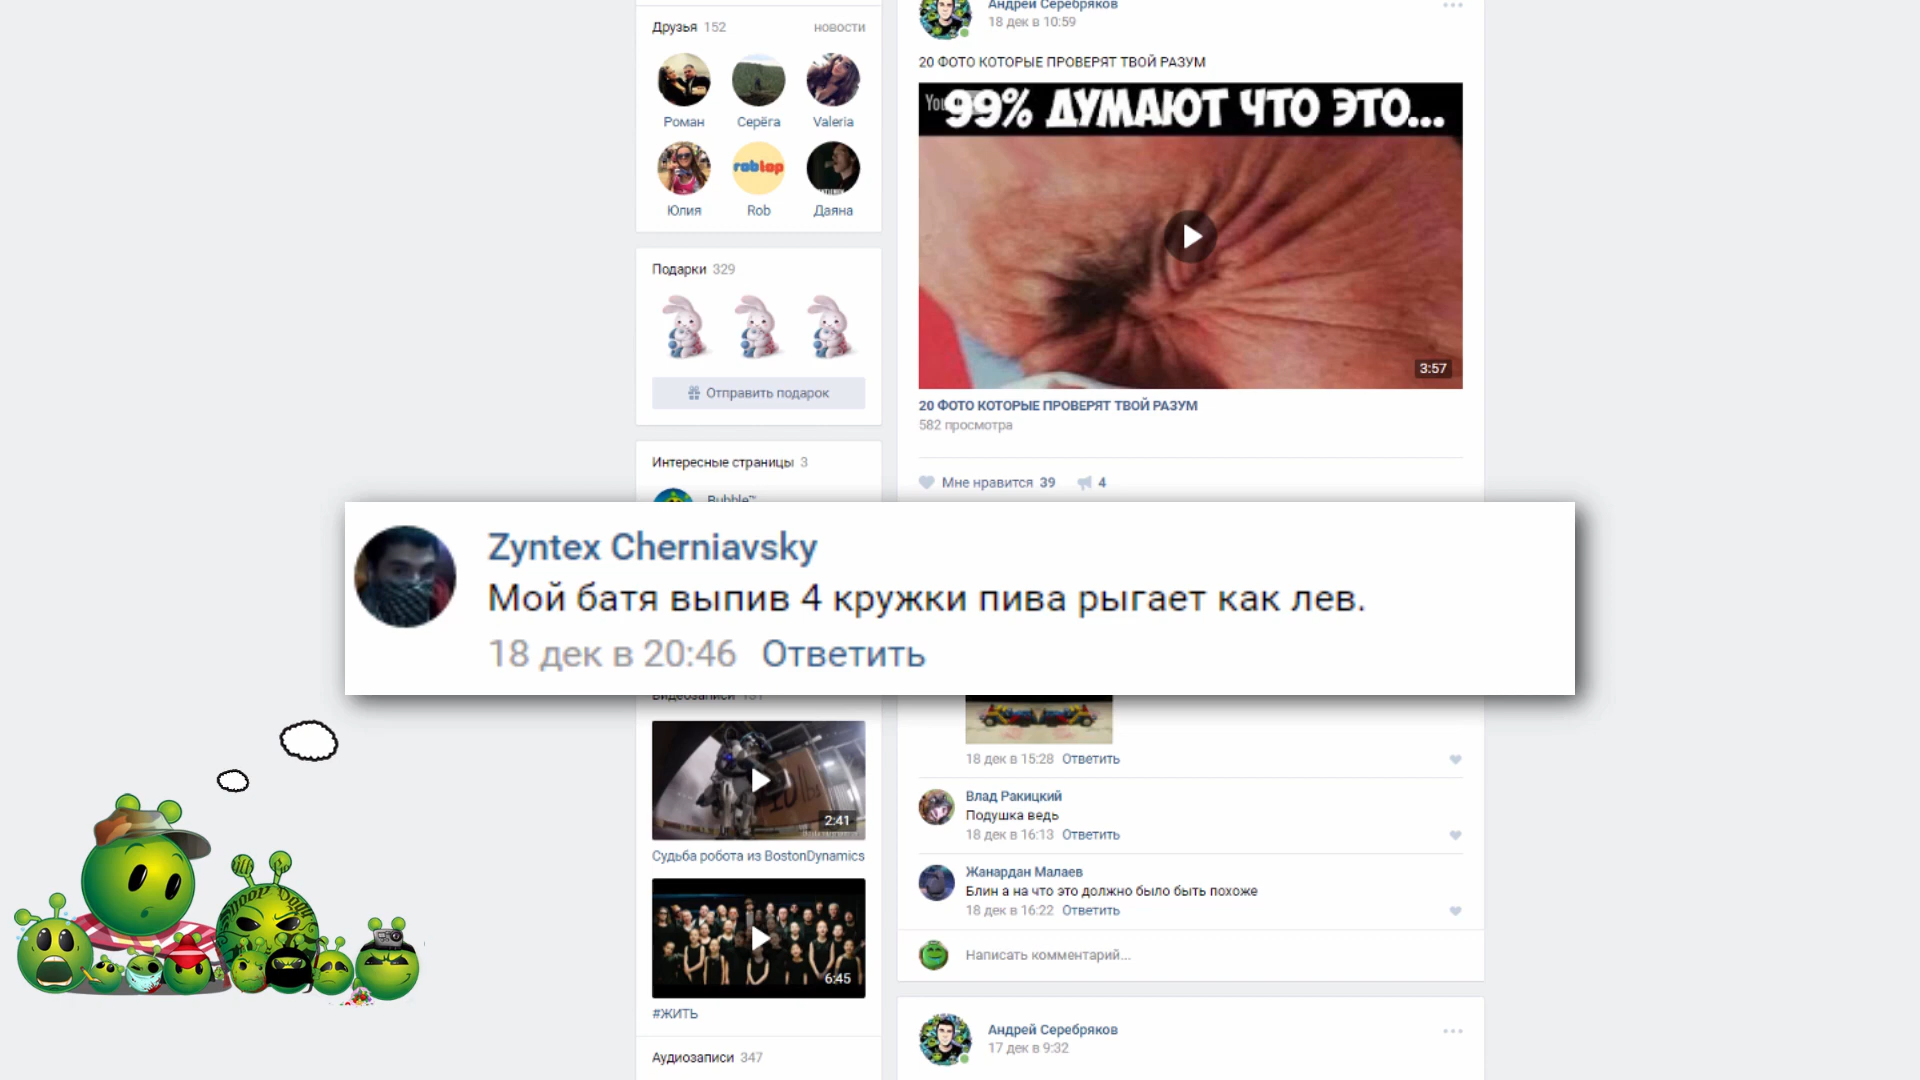 Друзья 152
новости
Роман
Серёга
Valeria
roblop
Юлия
Rob
Даяна
Подарки 329
Отправить подарок
Интересные страницы 3
Bubble™
Андрей Серебряков
18 дек в 10:59
20 ФОТО КОТОРЫЕ ПРОВЕРЯТ ТВОЙ РАЗУМ
You
99% ДУМАЮТ ЧТО ЭТО...
3:57
20 ФОТО КОТОРЫЕ ПРОВЕРЯТ ТВОЙ РАЗУМ
582 просмотра
Мне нравится 39
4
Zyntex Cherniavsky
Мой батя выпив 4 кружки пива рыгает как лев.
18 дек в 20:46 Ответить
Видеозаписи 131
2:41
Судьба робота из BostonDynamics
6:45
#ЖИТЬ
Аудиозаписи 347
18 дек в 15:28 Ответить
Влад Ракицкий
Подушка ведь
18 дек в 16:13 Ответить
Жанардан Малаев
Блин а на что это должно было быть похоже
18 дек в 16:22 Ответить
Написать комментарий...
Андрей Серебряков
17 дек в 9:32